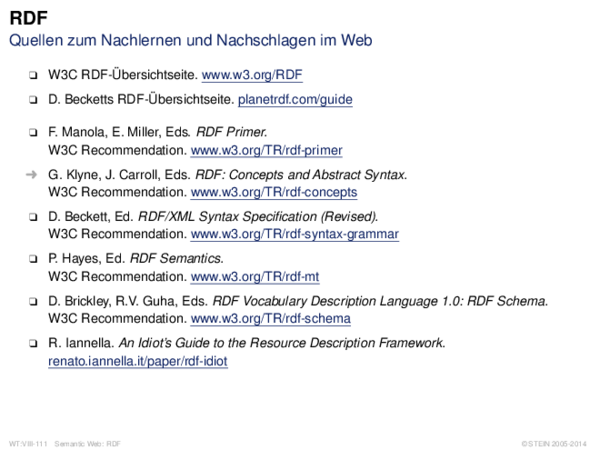 RDF
Quellen zum Nachlernen und Nachschlagen im Web
❑ W3C RDF-Übersichtseite. www.w3.org/RDF
❑ D. Becketts RDF-Übersichtseite. planetrdf.com/guide
❑ F. Manola, E. Miller, Eds. RDF Primer.
W3C Recommendation. www.w3.org/TR/rdf-primer
➜ G. Klyne, J. Carroll, Eds. RDF: Concepts and Abstract Syntax.
W3C Recommendation. www.w3.org/TR/rdf-concepts
❑ D. Beckett, Ed. RDF/XML Syntax Specification (Revised).
W3C Recommendation. www.w3.org/TR/rdf-syntax-grammar
❑ P. Hayes, Ed. RDF Semantics.
W3C Recommendation. www.w3.org/TR/rdf-mt
❑ D. Brickley, R.V. Guha, Eds. RDF Vocabulary Description Language 1.0: RDF Schema.
W3C Recommendation. www.w3.org/TR/rdf-schema
❑ R. Iannella. An Idiot's Guide to the Resource Description Framework.
renato.iannella.it/paper/rdf-idiot
WT:VIII-111 Semantic Web: RDF ©STEIN 2005-2014